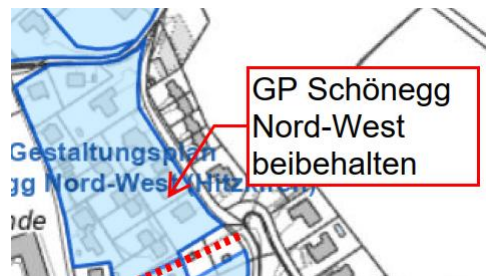 GP Schönegg
Nord-West
beibehalten
Gestaltungsplan
gg Nord-West (Hitzkirch)
nde